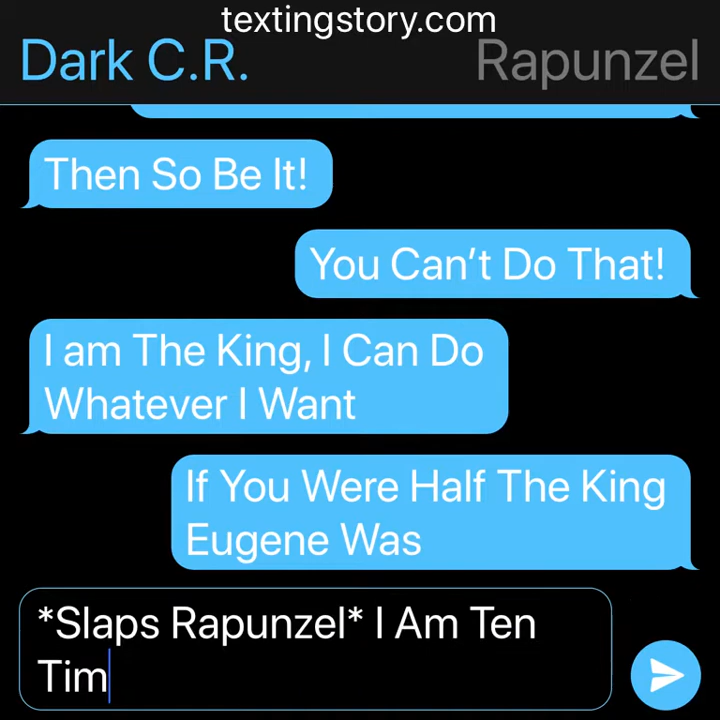 textingstory.com
Dark C.R.
Rapunzel
Then So Be It!
You Can't Do That!
I am The King, I Can Do
Whatever I Want
If You Were Half The King
Eugene Was
*Slaps Rapunzel* I Am Ten
Tim